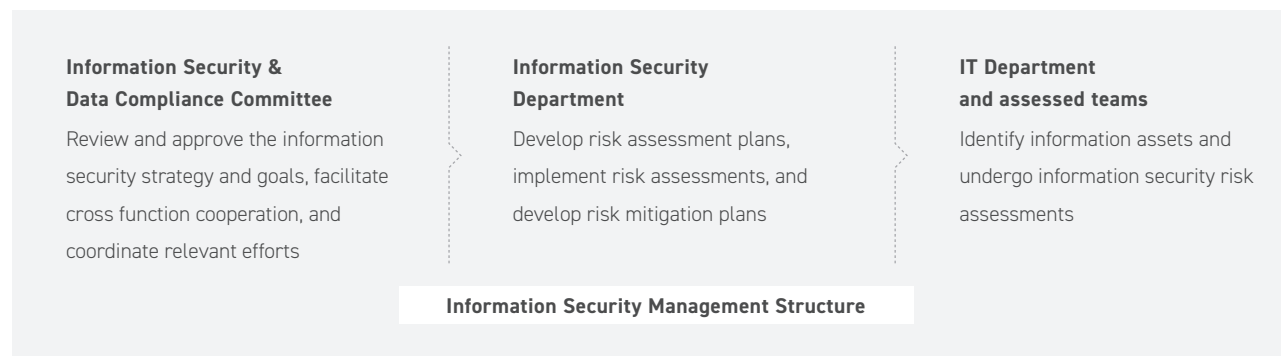 Information Security &
Data Compliance Committee
Review and approve the information
security strategy and goals, facilitate
cross function cooperation, and
coordinate relevant efforts
Information Security
Department
Develop risk assessment plans,
implement risk assessments, and
develop risk mitigation plans
IT Department
and assessed teams
Identify information assets and
undergo information security risk
assessments
Information Security Management Structure